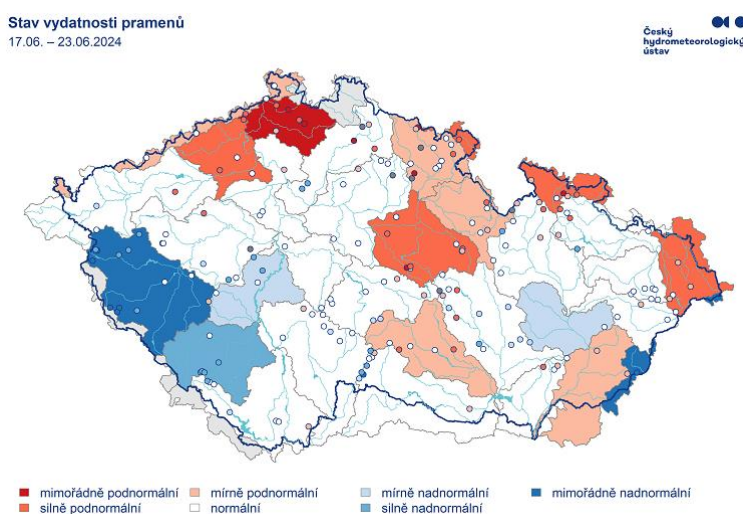 Stav vydatnosti pramenů
17.06. – 23.06.2024
Český
hydrometeorologický
ústav
mimořádně podnormální
mírně podnormální
mírně nadnormální
mimořádně nadnormální
silně podnormální
normální
silně nadnormální